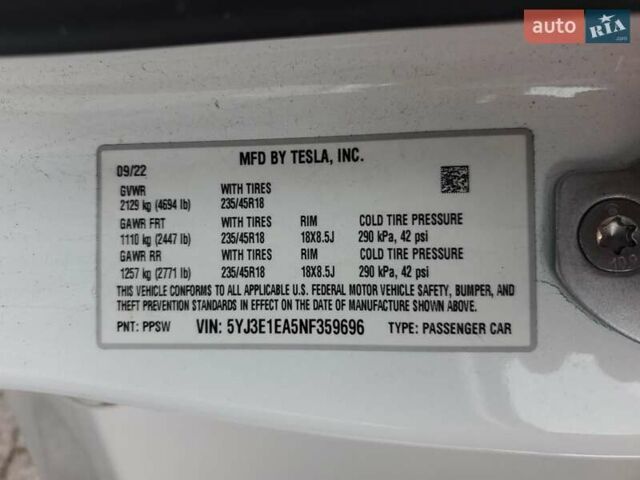 auto RIA.com
MFD BY TESLA, INC.
09/22
GVWR WITH TIRES
2129 kg (4694 lb) 235/45R18
GAWR FRT WITH TIRES RIM COLD TIRE PRESSURE
1110 kg (2447 lb) 235/45R18 18X8.5J 290 kPa, 42 psi
GAWR RR WITH TIRES RIM COLD TIRE PRESSURE
1257 kg (2771 lb) 235/45R18 18X8.5J 290 kPa, 42 psi
THIS VEHICLE CONFORMS TO ALL APPLICABLE U.S. FEDERAL MOTOR VEHICLE SAFETY, BUMPER, AND
THEFT PREVENTION STANDARDS IN EFFECT ON THE DATE OF MANUFACTURE SHOWN ABOVE.
PNT: PPSW VIN: 5YJ3E1EA5NF359696 TYPE: PASSENGER CAR